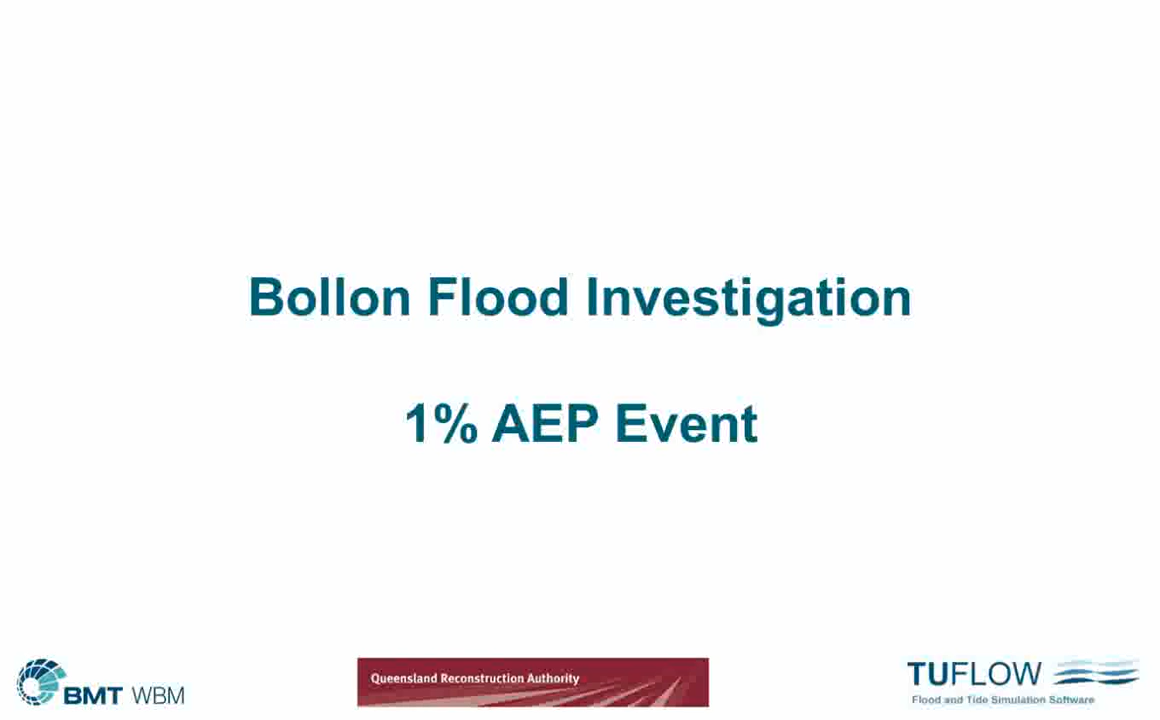 Bollon Flood Investigation
1% AEP Event
BMT WBM
Queensland Reconstruction Authority
TUFLOW
Flood and Tide Simulation Software